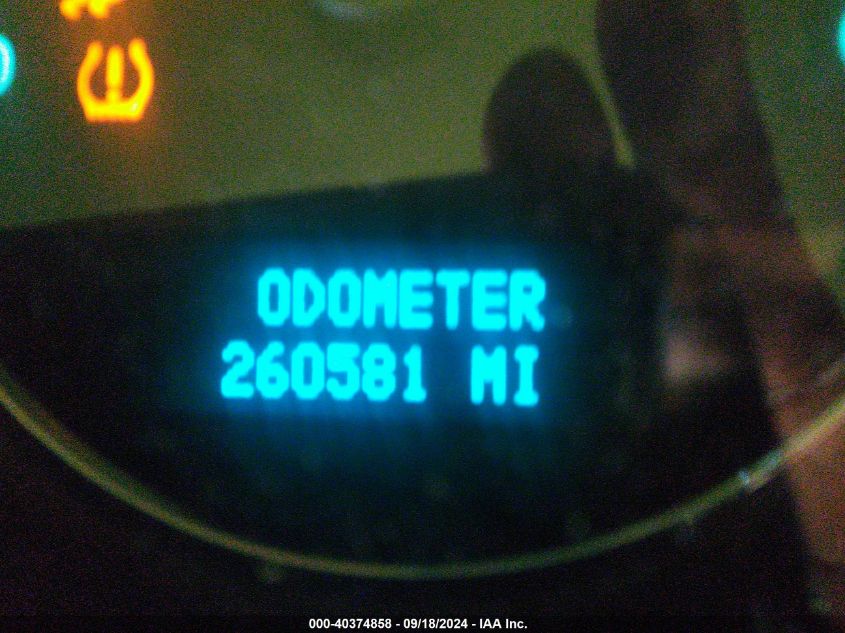 ODOMETER
260581 MI
000-40374858 - 09/18/2024 - IAA Inc.